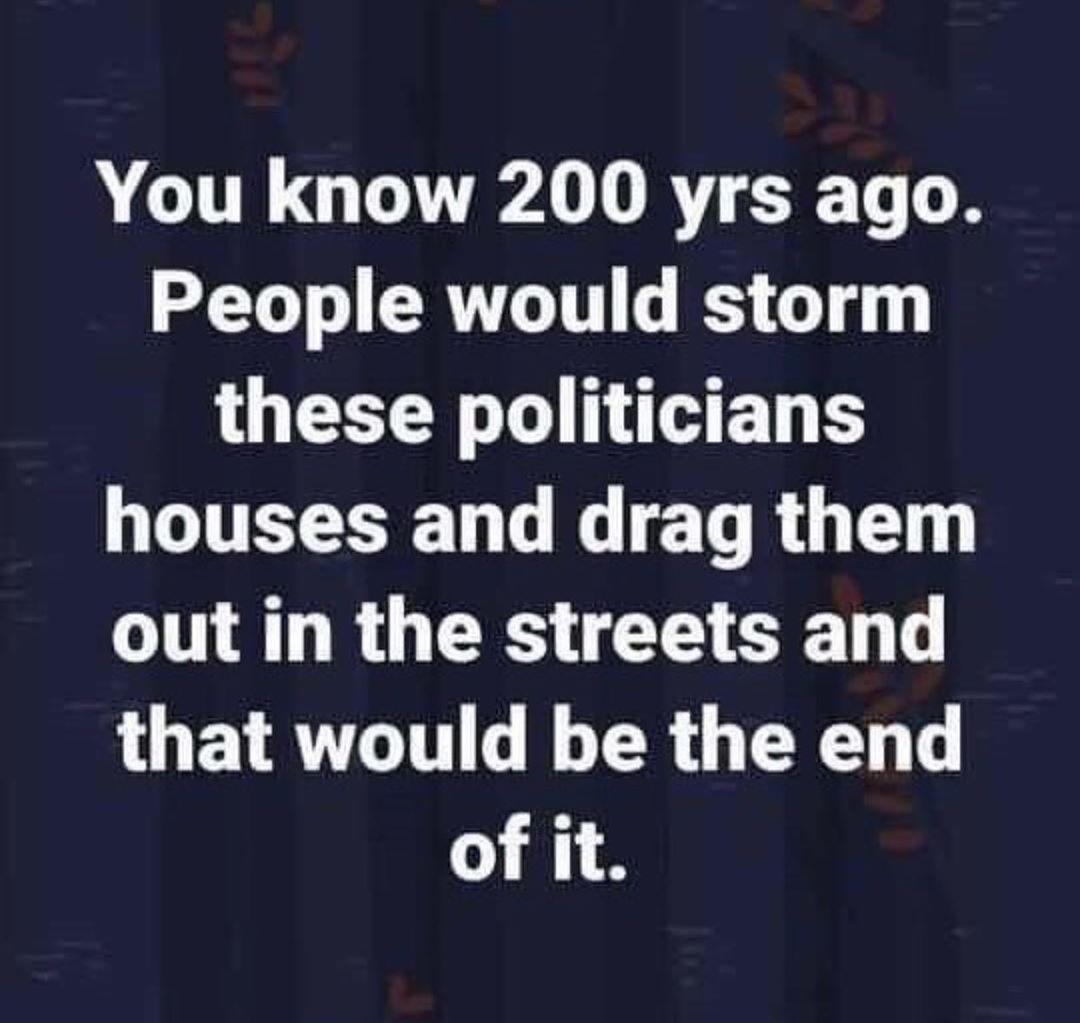 You know 200 yrs ago.
People would storm
these politicians
houses and drag them
out in the streets and
that would be the end
of it.